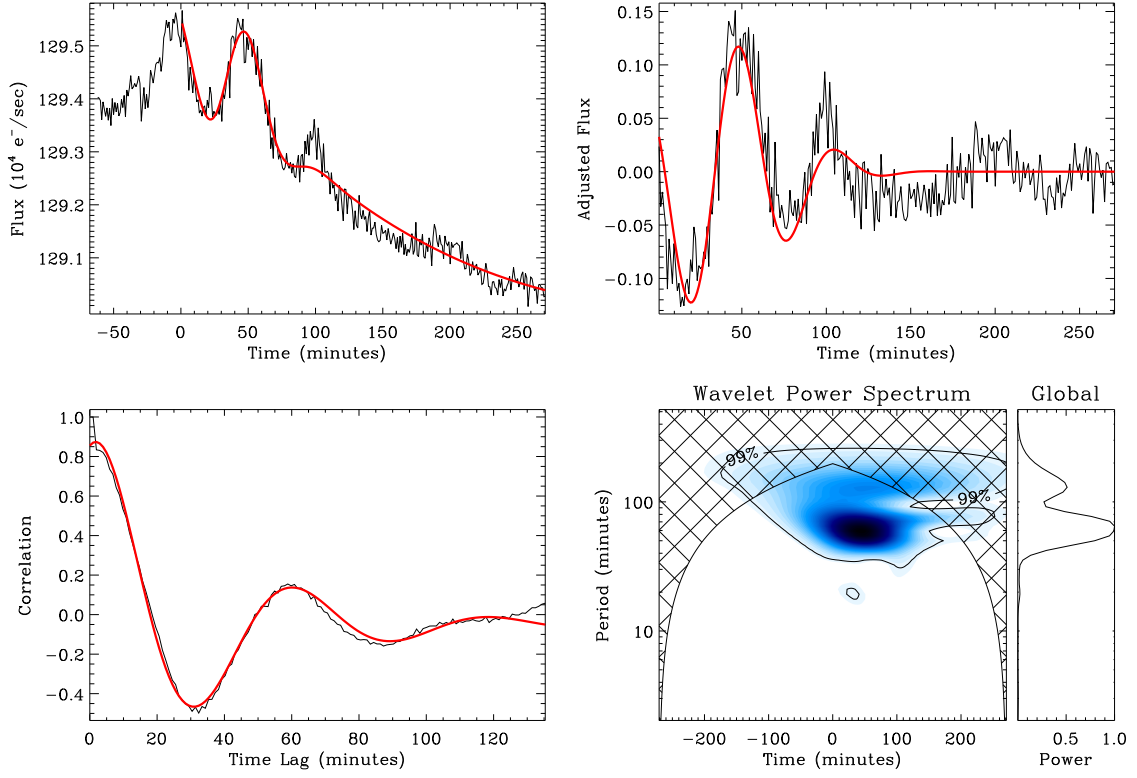 129.5
129.4
129.3
129.2
129.1
Flux (10⁴ e⁻/sec)
−50 0 50 100 150 200 250
Time (minutes)
0.15
0.10
0.05
0.00
−0.05
−0.10
Adjusted Flux
50 100 150 200 250
Time (minutes)
1.0
0.8
0.6
0.4
0.2
0.0
−0.2
−0.4
Correlation
0 20 40 60 80 100 120
Time Lag (minutes)
Wavelet Power Spectrum
99%
99%
100
10
Period (minutes)
−200 −100 0 100 200
Time (minutes)
Global
0.5 1.0
Power